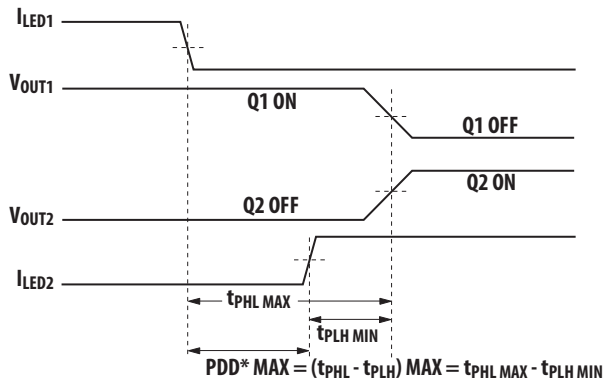 ILED1
VOUT1
Q1 ON
Q1 OFF
Q2 ON
Q2 OFF
VOUT2
ILED2
tPHL MAX
tPLH MIN
PDD* MAX = (tPHL - tPLH) MAX = tPHL MAX - tPLH MIN